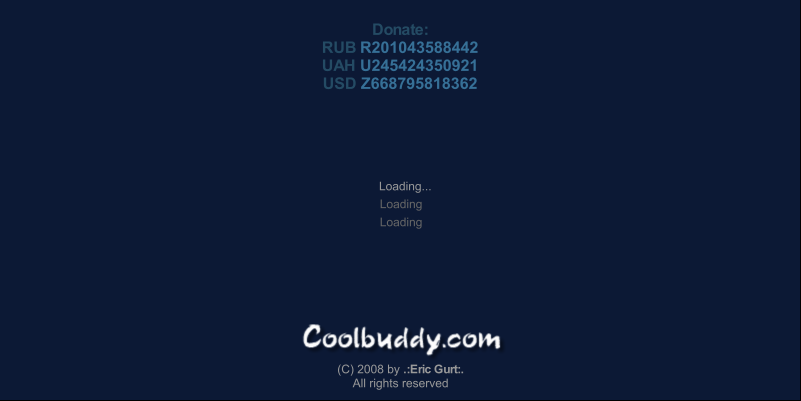 Donate:
RUB R201043588442
UAH U245424350921
USD Z668795818362
Loading...
Loading
Loading
Coolbuddy.com
(C) 2008 by .:Eric Gurt:.
All rights reserved